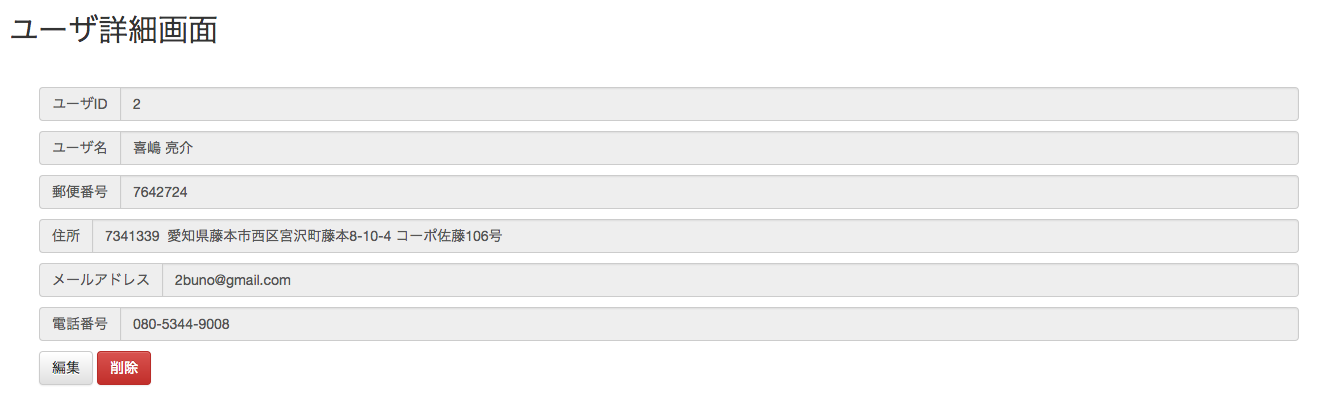 ユーザ詳細画面
ユーザID 2
ユーザ名 喜嶋 亮介
郵便番号 7642724
住所 7341339 愛知県藤本市西区宮沢町藤本8-10-4 コーポ佐藤106号
メールアドレス 2buno@gmail.com
電話番号 080-5344-9008
編集 削除